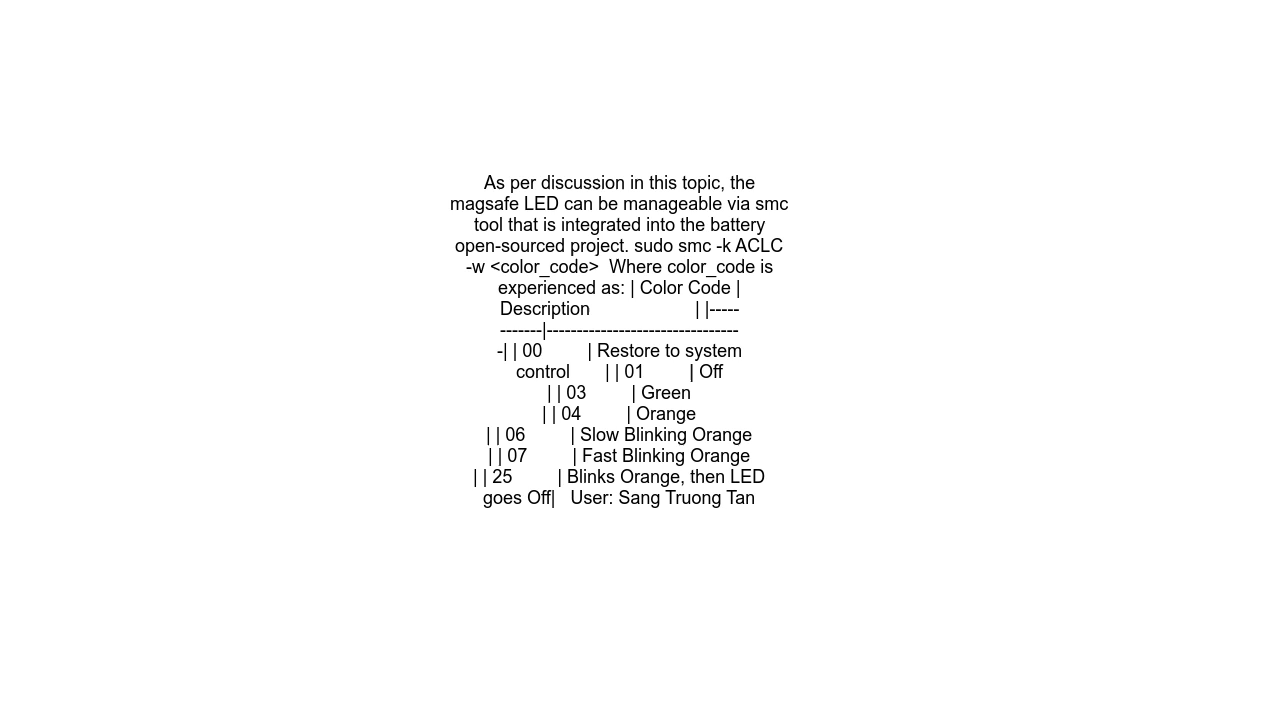 As per discussion in this topic, the
magsafe LED can be manageable via smc
tool that is integrated into the battery
open-sourced project. sudo smc -k ACLC
-w <color_code>  Where color_code is
experienced as: | Color Code |
Description                     | |-----
-------|--------------------------------
-| | 00         | Restore to system
control       | | 01         | Off
| | 03         | Green
| | 04         | Orange
| | 06         | Slow Blinking Orange
| | 07         | Fast Blinking Orange
| | 25         | Blinks Orange, then LED
goes Off|   User: Sang Truong Tan